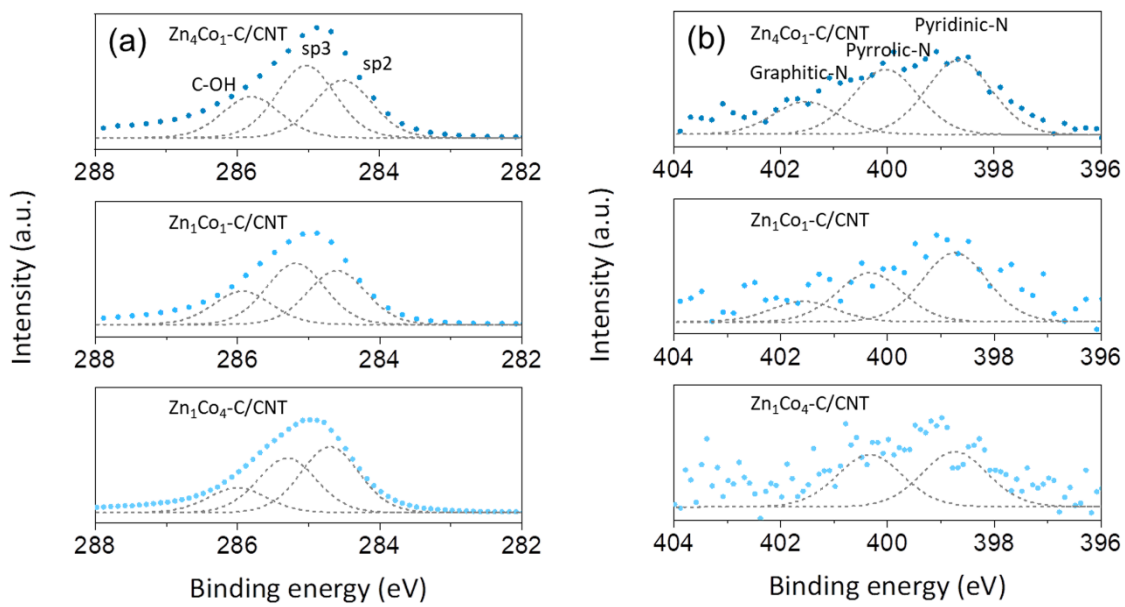 (a)
Zn₄Co₁-C/CNT
sp3
sp2
C-OH
288 286 284 282
Zn₁Co₁-C/CNT
288 286 284 282
Zn₁Co₄-C/CNT
288 286 284 282
Intensity (a.u.)
Binding energy (eV)
(b)
Zn₄Co₁-C/CNT
Pyridinic-N
Pyrrolic-N
Graphitic-N
404 402 400 398 396
Zn₁Co₁-C/CNT
404 402 400 398 396
Zn₁Co₄-C/CNT
404 402 400 398 396
Intensity (a.u.)
Binding energy (eV)